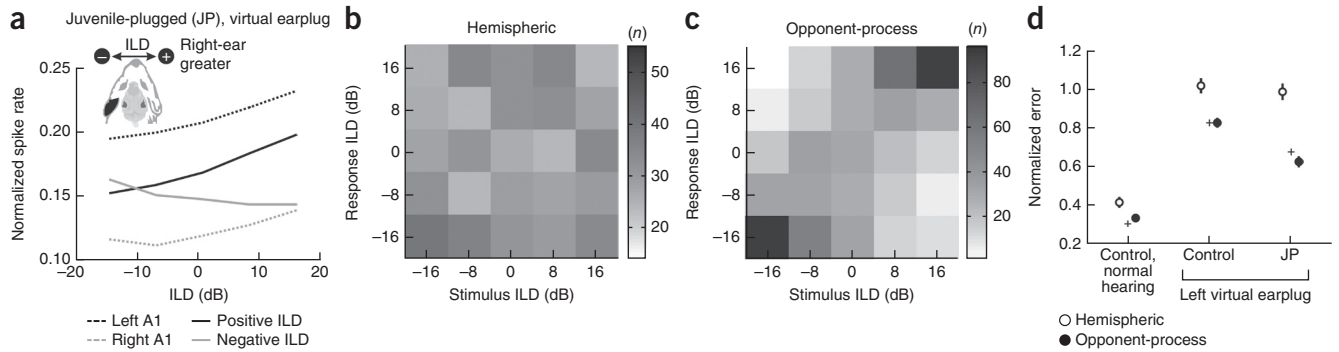 a
Juvenile-plugged (JP), virtual earplug
– ILD +
Right-ear
greater
Normalized spike rate
0.25
0.20
0.15
0.10
–20 –10 0 10 20
ILD (dB)
Left A1
Right A1
Positive ILD
Negative ILD
b
Hemispheric
(n)
Response ILD (dB)
16
8
0
–8
–16
–16 –8 0 8 16
Stimulus ILD (dB)
50
40
30
20
c
Opponent-process
(n)
Response ILD (dB)
16
8
0
–8
–16
–16 –8 0 8 16
Stimulus ILD (dB)
80
60
40
20
d
Normalized error
1.2
1.0
0.8
0.6
0.4
0.2
Control,
normal
hearing
Control
JP
Left virtual earplug
Hemispheric
Opponent-process